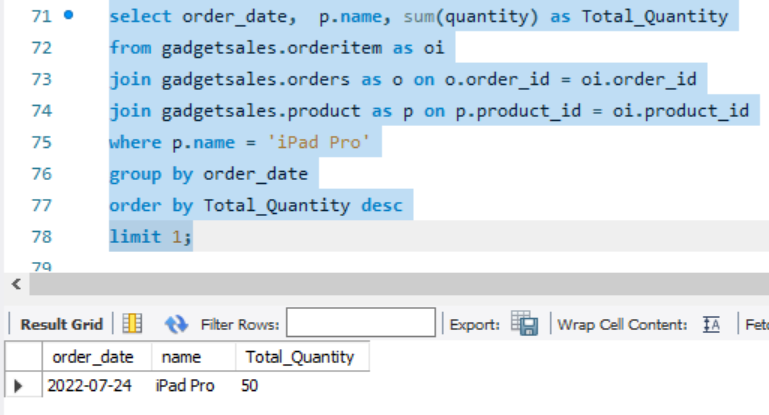 71 select order_date,  p.name, sum(quantity) as Total_Quantity
72 from gadgetsales.orderitem as oi
73 join gadgetsales.orders as o on o.order_id = oi.order_id
74 join gadgetsales.product as p on p.product_id = oi.product_id
75 where p.name = 'iPad Pro'
76 group by order_date
77 order by Total_Quantity desc
78 limit 1;
79
Result Grid Filter Rows: Export: Wrap Cell Content: IA
order_date name Total_Quantity
2022-07-24 iPad Pro 50